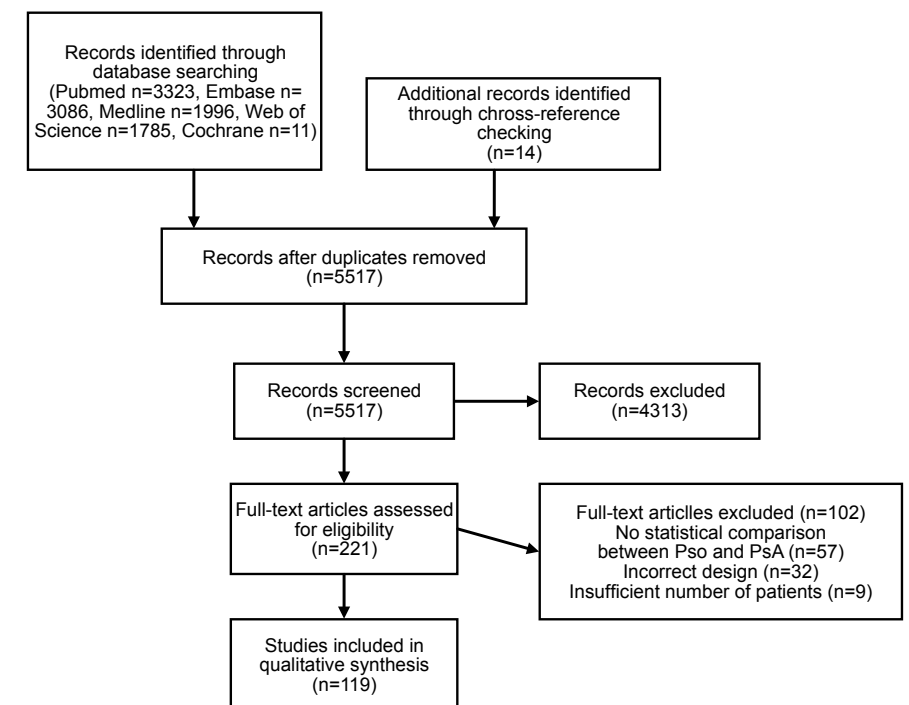 Records identified through
database searching
(Pubmed n=3323, Embase n=
3086, Medline n=1996, Web of
Science n=1785, Cochrane n=11)
Additional records identified
through chross-reference
checking
(n=14)
Records after duplicates removed
(n=5517)
Records screened
(n=5517)
Records excluded
(n=4313)
Full-text articles assessed
for eligibility
(n=221)
Full-text articlles excluded (n=102)
No statistical comparison
between Pso and PsA (n=57)
Incorrect design (n=32)
Insufficient number of patients (n=9)
Studies included in
qualitative synthesis
(n=119)